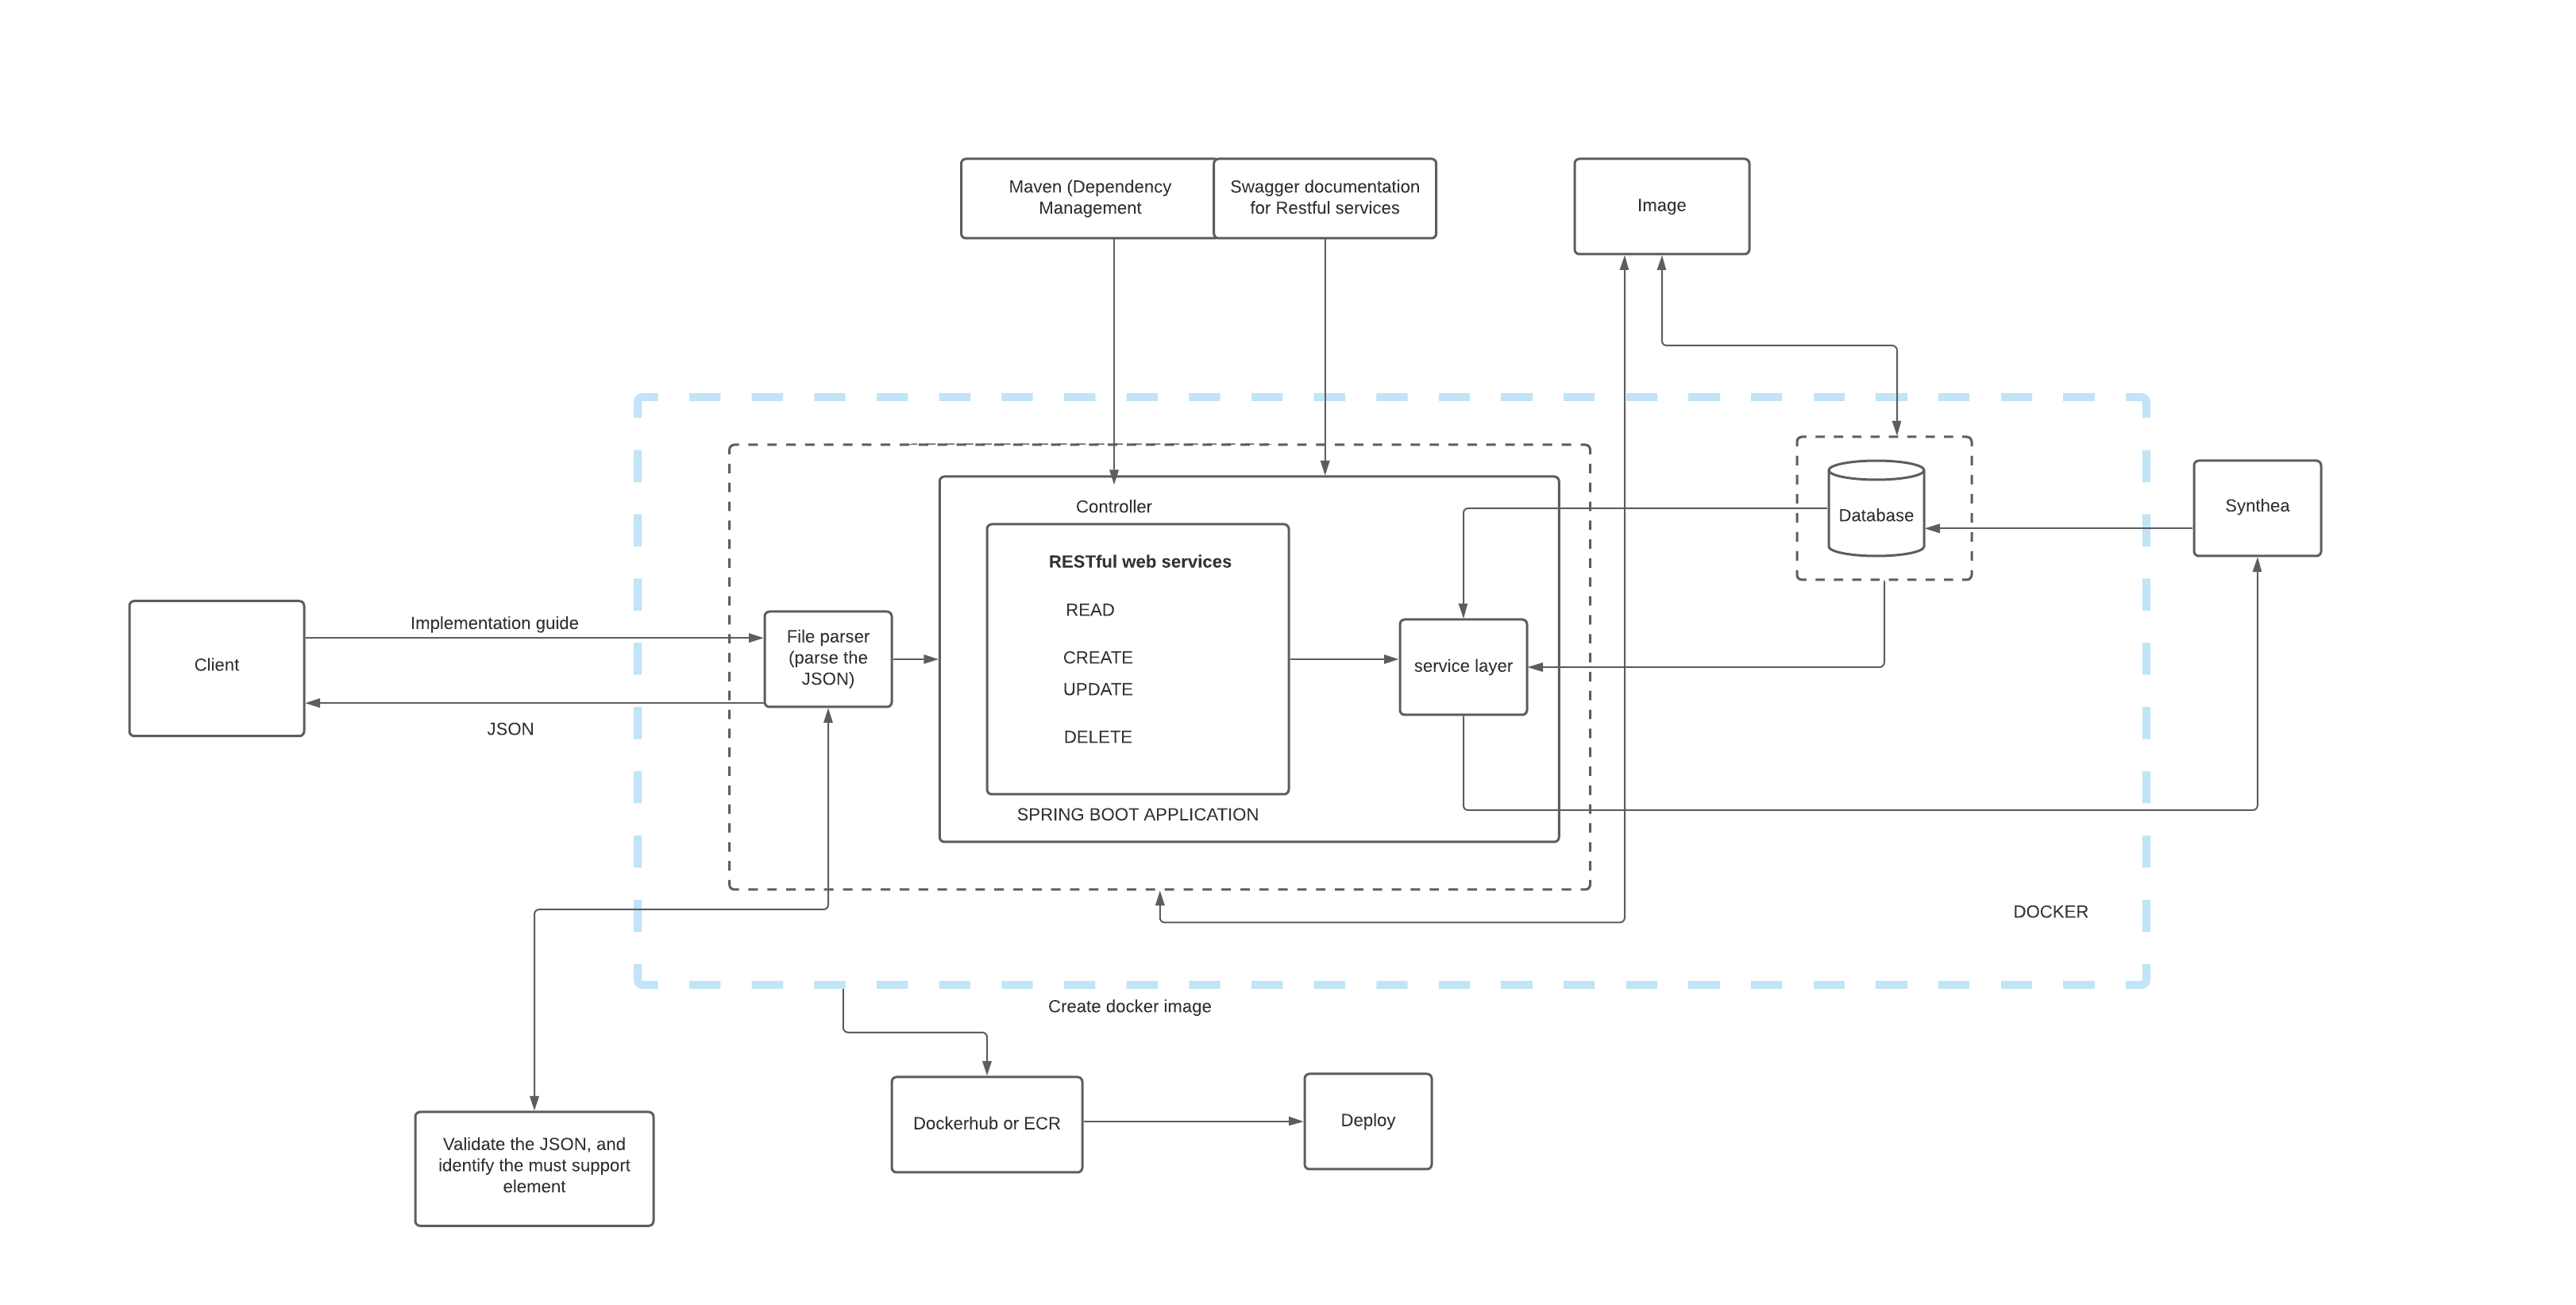 Maven (Dependency
Management
Swagger documentation
for Restful services
Image
Controller
RESTful web services
READ
CREATE
UPDATE
DELETE
SPRING BOOT APPLICATION
Database
Synthea
Client
Implementation guide
JSON
File parser
(parse the
JSON)
service layer
DOCKER
Create docker image
Dockerhub or ECR
Deploy
Validate the JSON, and
identify the must support
element